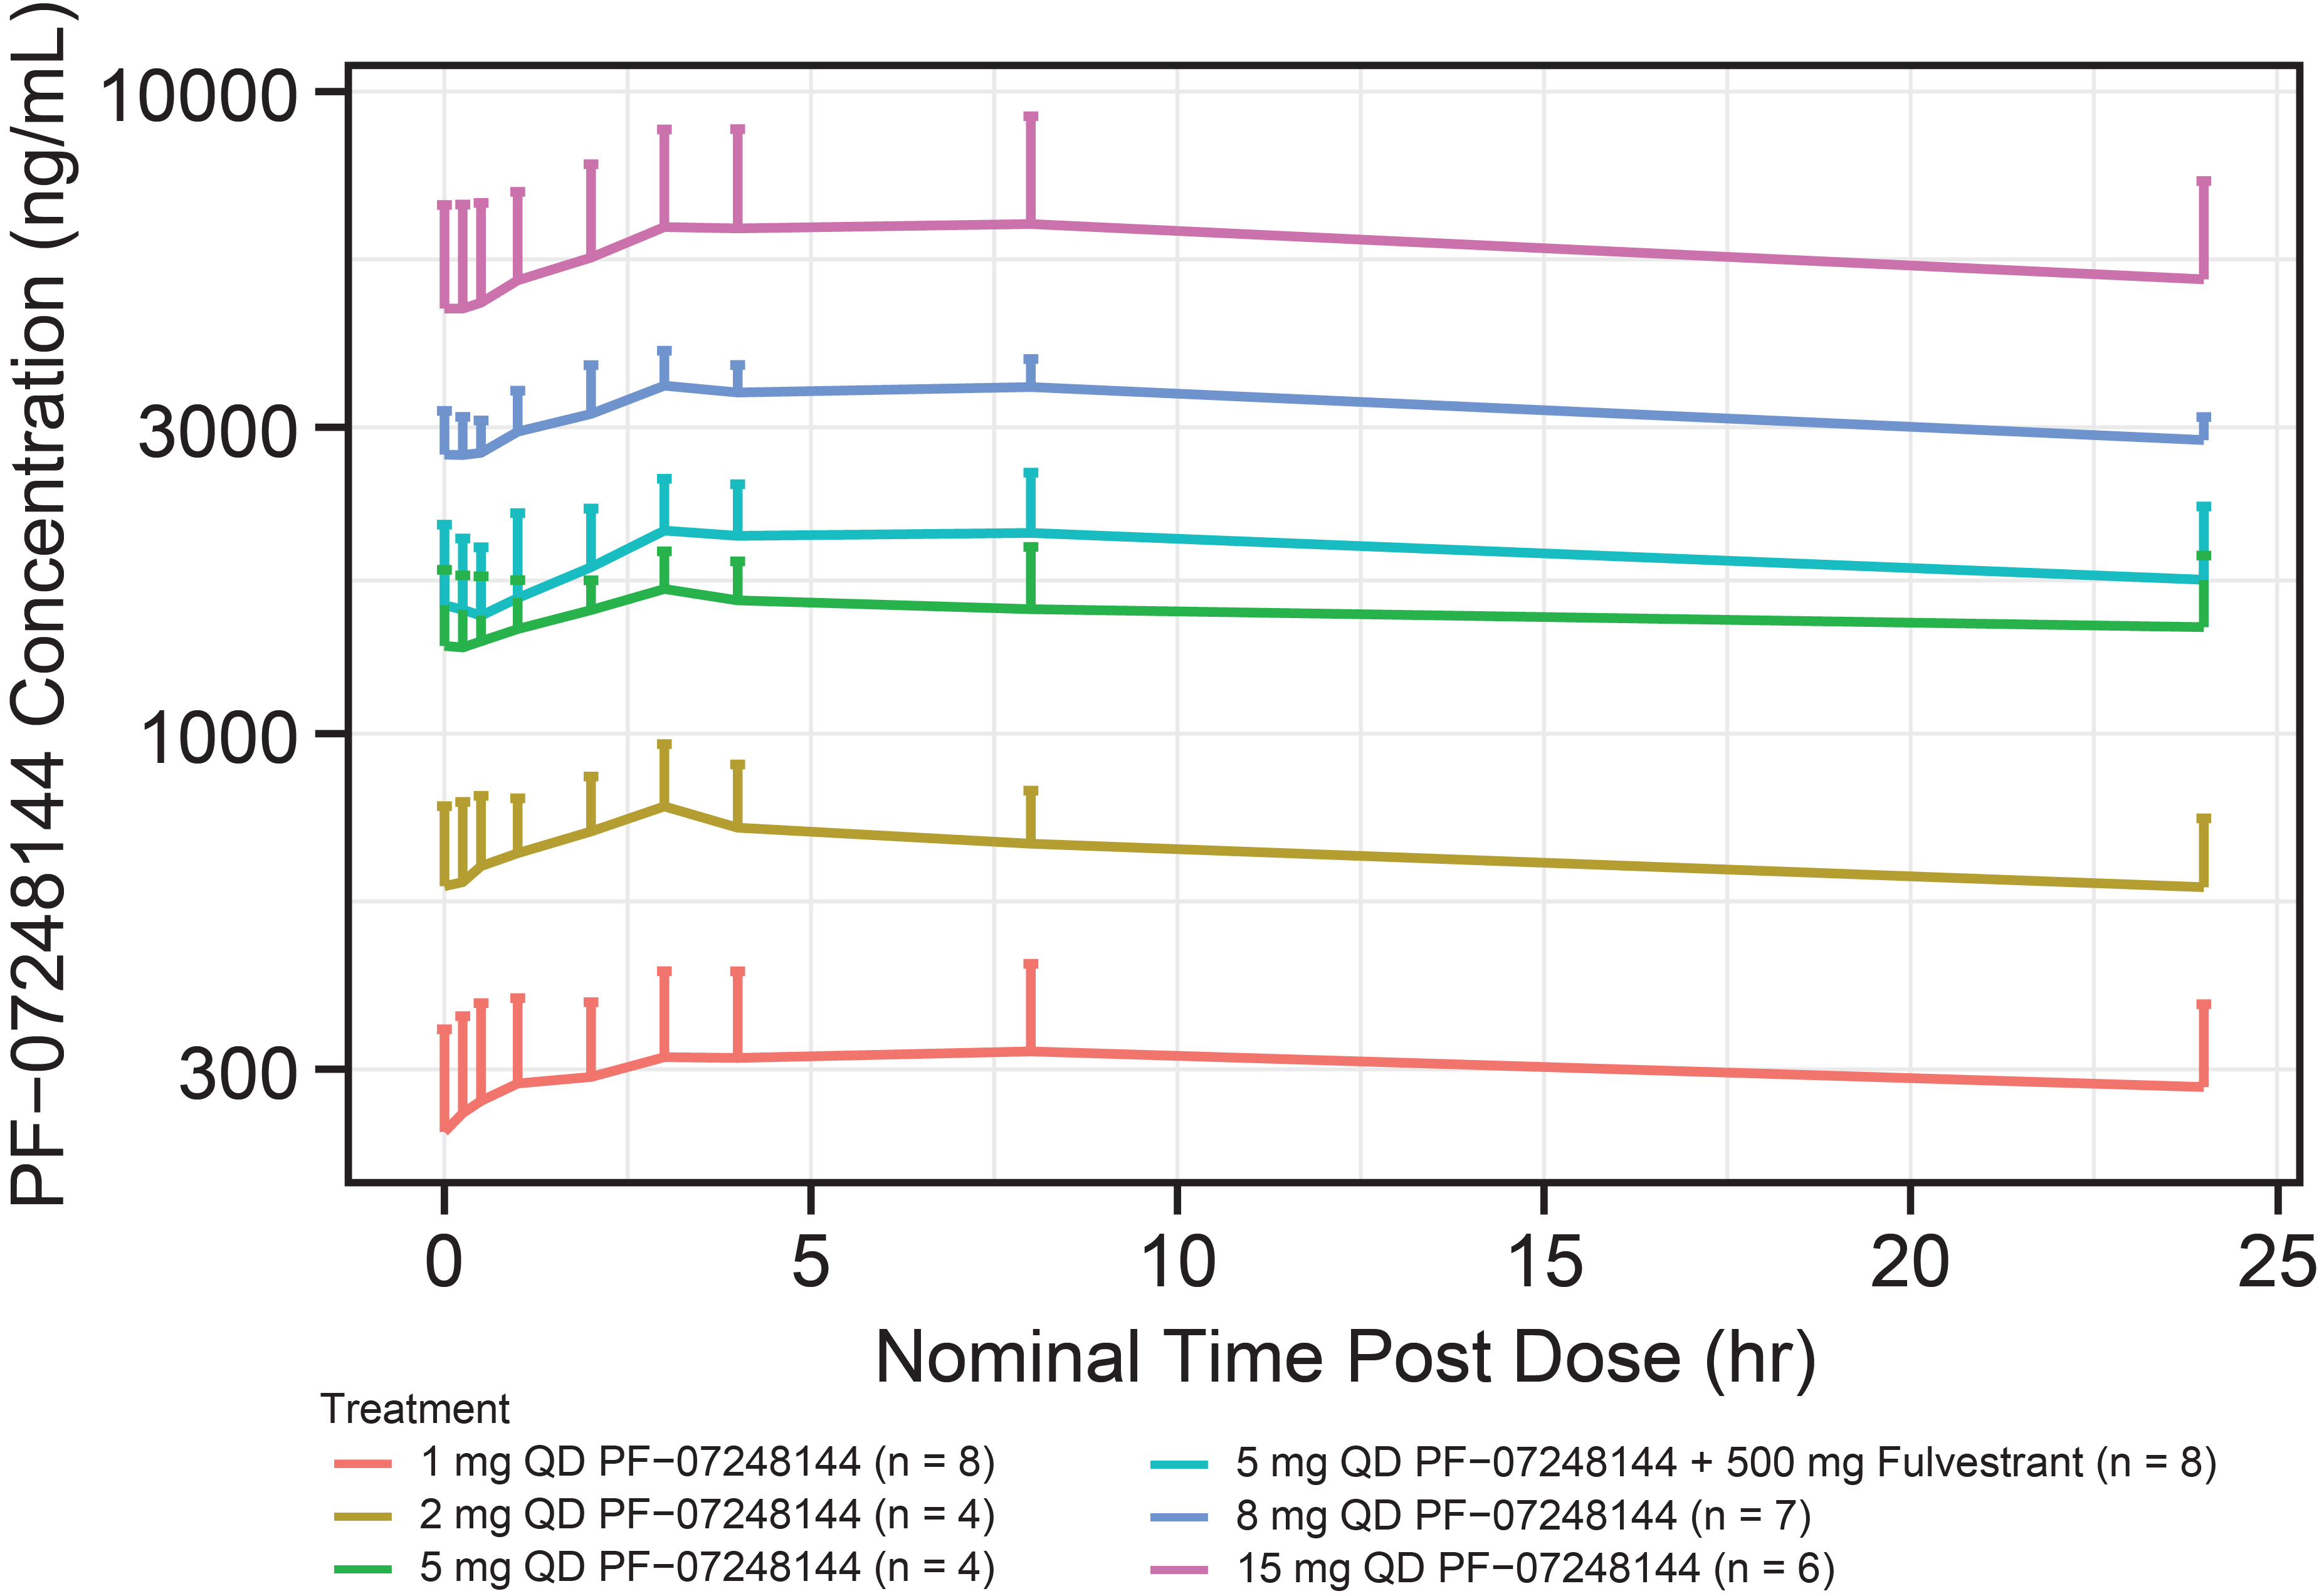 PF−07248144 Concentration (ng/mL)
10000
3000
1000
300
0 5 10 15 20 25
Nominal Time Post Dose (hr)
Treatment
1 mg QD PF−07248144 (n = 8)
2 mg QD PF−07248144 (n = 4)
5 mg QD PF−07248144 (n = 4)
5 mg QD PF−07248144 + 500 mg Fulvestrant (n = 8)
8 mg QD PF−07248144 (n = 7)
15 mg QD PF−07248144 (n = 6)